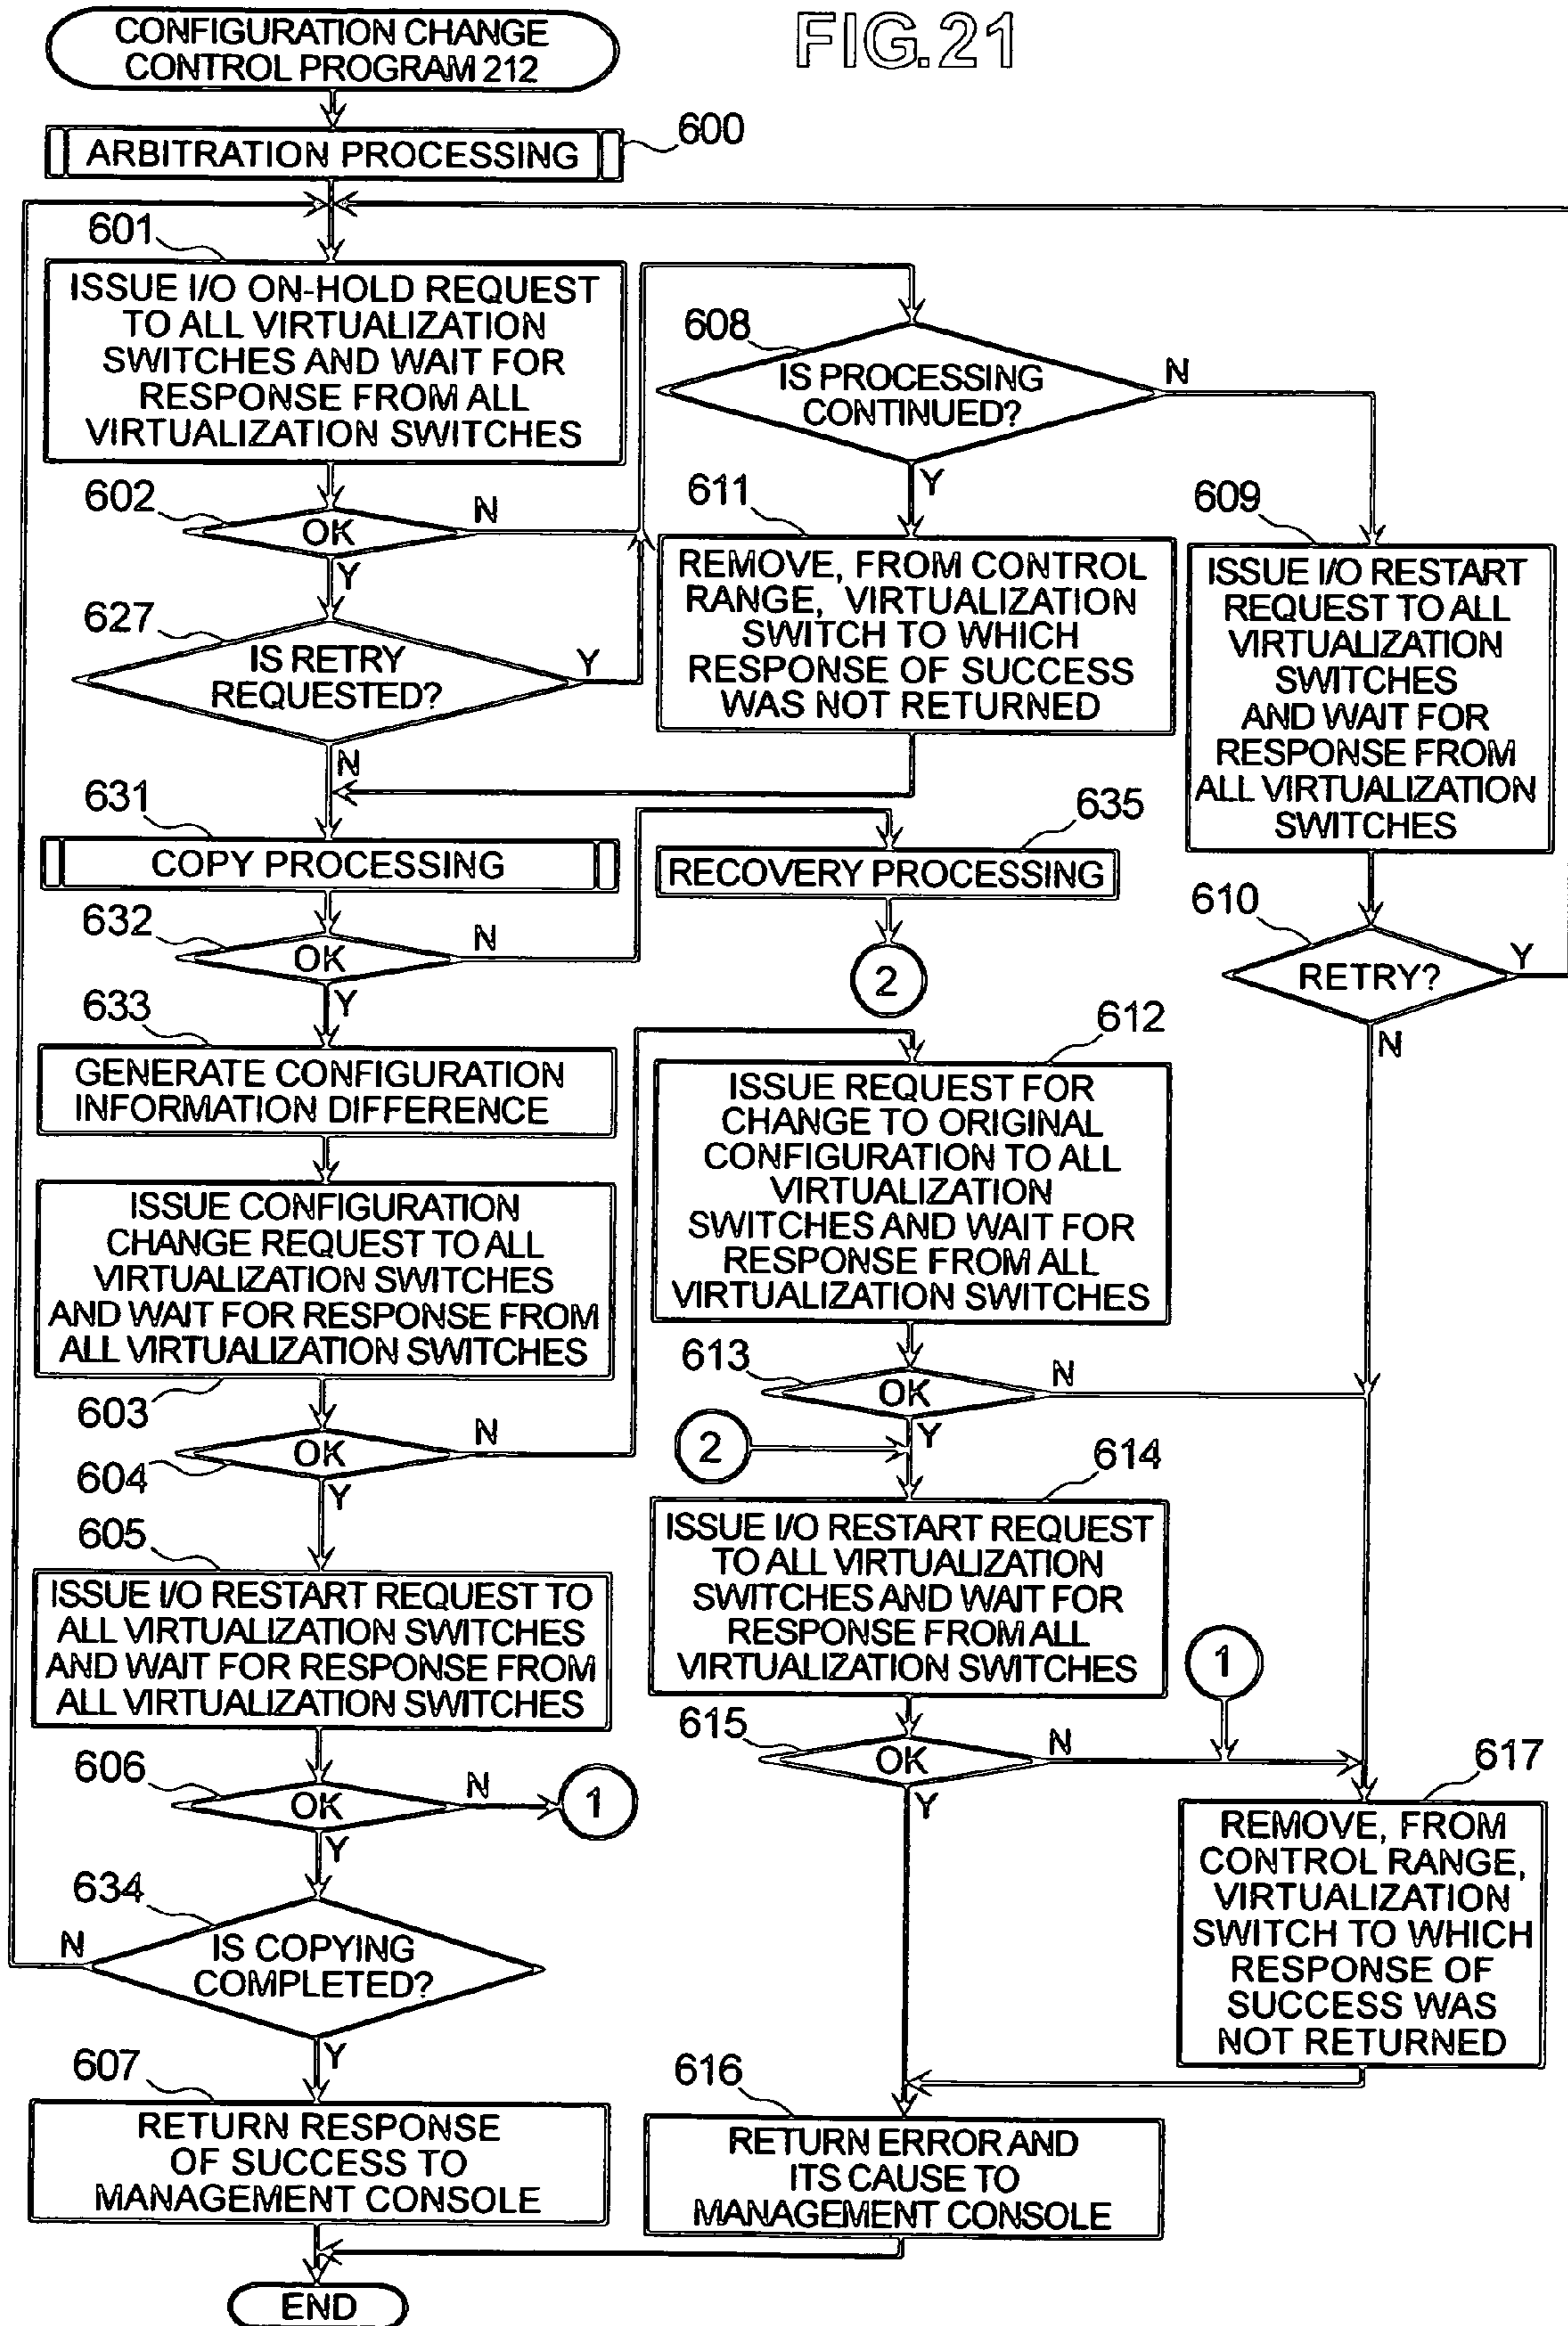 FIG.21
CONFIGURATION CHANGE
CONTROL PROGRAM 212
ARBITRATION PROCESSING
600
601
ISSUE I/O ON-HOLD REQUEST
TO ALL VIRTUALIZATION
SWITCHES AND WAIT FOR
RESPONSE FROM ALL
VIRTUALIZATION SWITCHES
602
OK
N
Y
627
IS RETRY
REQUESTED?
Y
N
608
IS PROCESSING
CONTINUED?
N
Y
611
REMOVE, FROM CONTROL
RANGE, VIRTUALIZATION
SWITCH TO WHICH
RESPONSE OF SUCCESS
WAS NOT RETURNED
609
ISSUE I/O RESTART
REQUEST TO ALL
VIRTUALIZATION
SWITCHES
AND WAIT FOR
RESPONSE FROM
ALL VIRTUALIZATION
SWITCHES
610
RETRY?
Y
N
631
COPY PROCESSING
632
OK
N
Y
635
RECOVERY PROCESSING
2
633
GENERATE CONFIGURATION
INFORMATION DIFFERENCE
ISSUE CONFIGURATION
CHANGE REQUEST TO ALL
VIRTUALIZATION SWITCHES
AND WAIT FOR RESPONSE FROM
ALL VIRTUALIZATION SWITCHES
603
604
OK
N
Y
612
ISSUE REQUEST FOR
CHANGE TO ORIGINAL
CONFIGURATION TO ALL
VIRTUALIZATION
SWITCHES AND WAIT FOR
RESPONSE FROM ALL
VIRTUALIZATION SWITCHES
613
OK
N
Y
2
614
ISSUE I/O RESTART REQUEST
TO ALL VIRTUALIZATION
SWITCHES AND WAIT FOR
RESPONSE FROM ALL
VIRTUALIZATION SWITCHES
605
ISSUE I/O RESTART REQUEST TO
ALL VIRTUALIZATION SWITCHES
AND WAIT FOR RESPONSE FROM
ALL VIRTUALIZATION SWITCHES
606
OK
N
1
Y
615
OK
N
Y
1
617
REMOVE, FROM
CONTROL RANGE,
VIRTUALIZATION
SWITCH TO WHICH
RESPONSE OF
SUCCESS WAS
NOT RETURNED
634
IS COPYING
COMPLETED?
N
Y
607
RETURN RESPONSE
OF SUCCESS TO
MANAGEMENT CONSOLE
616
RETURN ERROR AND
ITS CAUSE TO
MANAGEMENT CONSOLE
END